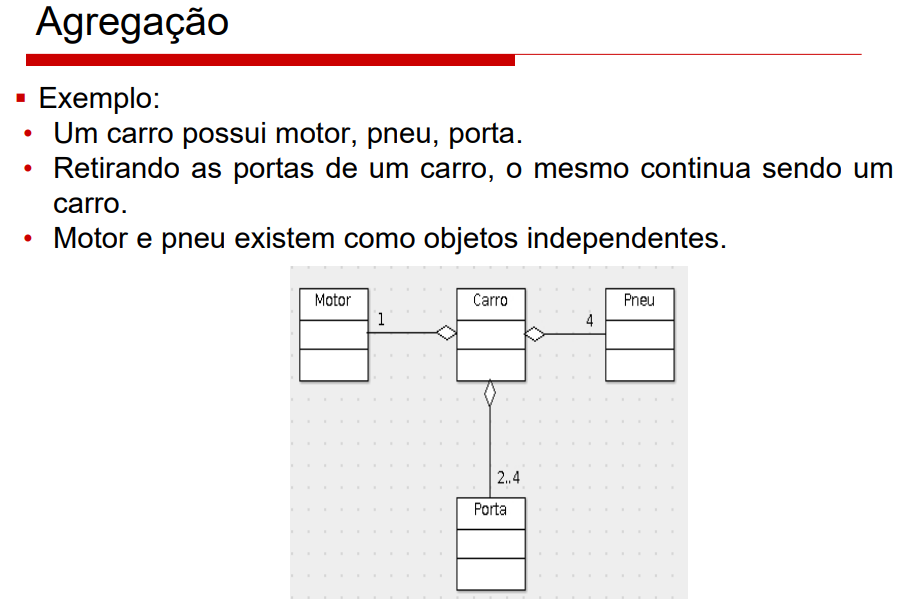 Agregação
Exemplo:
Um carro possui motor, pneu, porta.
Retirando as portas de um carro, o mesmo continua sendo um
carro.
Motor e pneu existem como objetos independentes.
Motor
1
Carro
4
Pneu
2..4
Porta